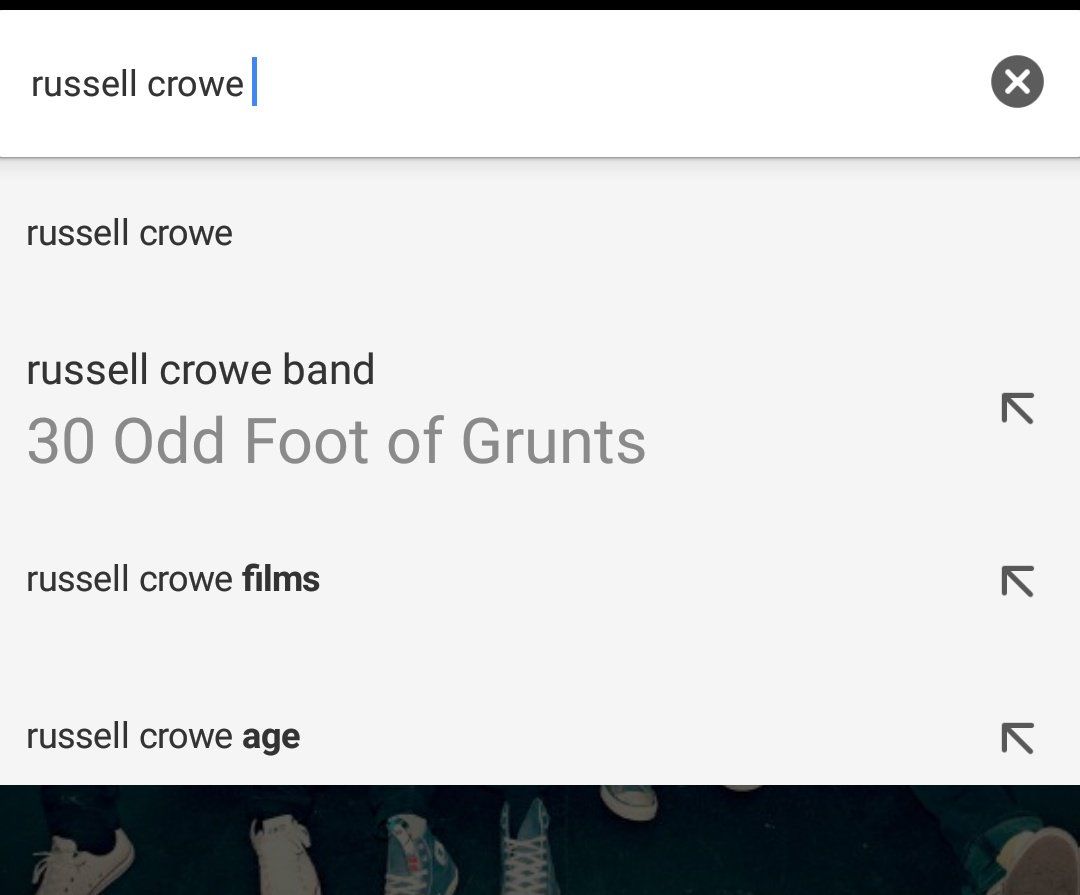 russell crowe
russell crowe
russell crowe band
30 Odd Foot of Grunts
russell crowe films
russell crowe age